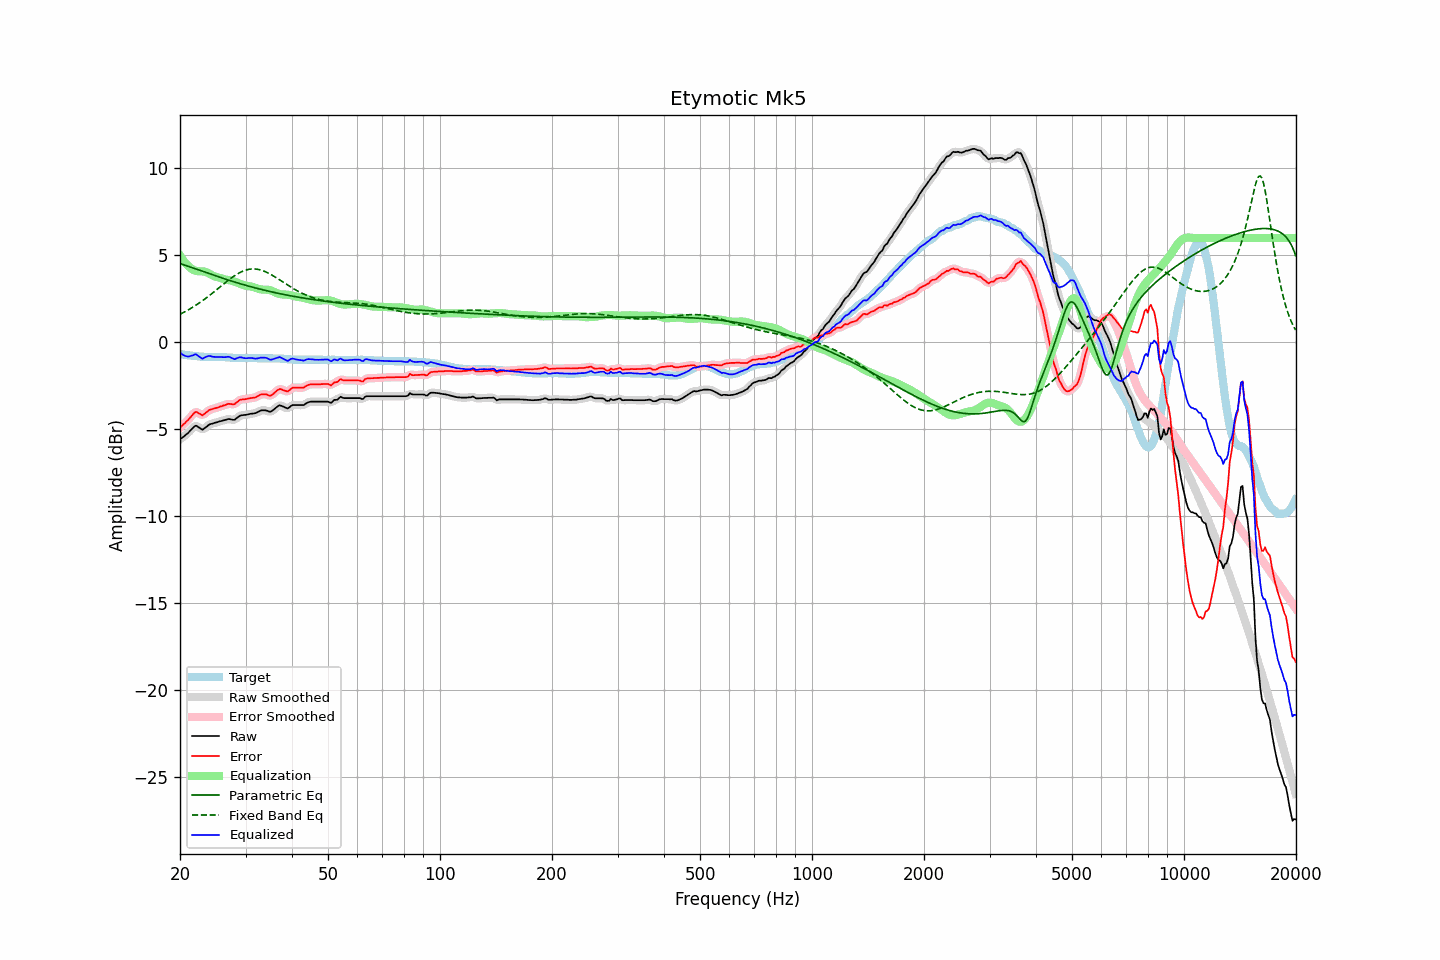 Etymotic Mk5
Amplitude (dBr)
10
5
0
−5
−10
−15
−20
−25
Target
Raw Smoothed
Error Smoothed
Raw
Error
Equalization
Parametric Eq
Fixed Band Eq
Equalized
20 50 100 200 500 1000 2000 5000 10000 20000
Frequency (Hz)